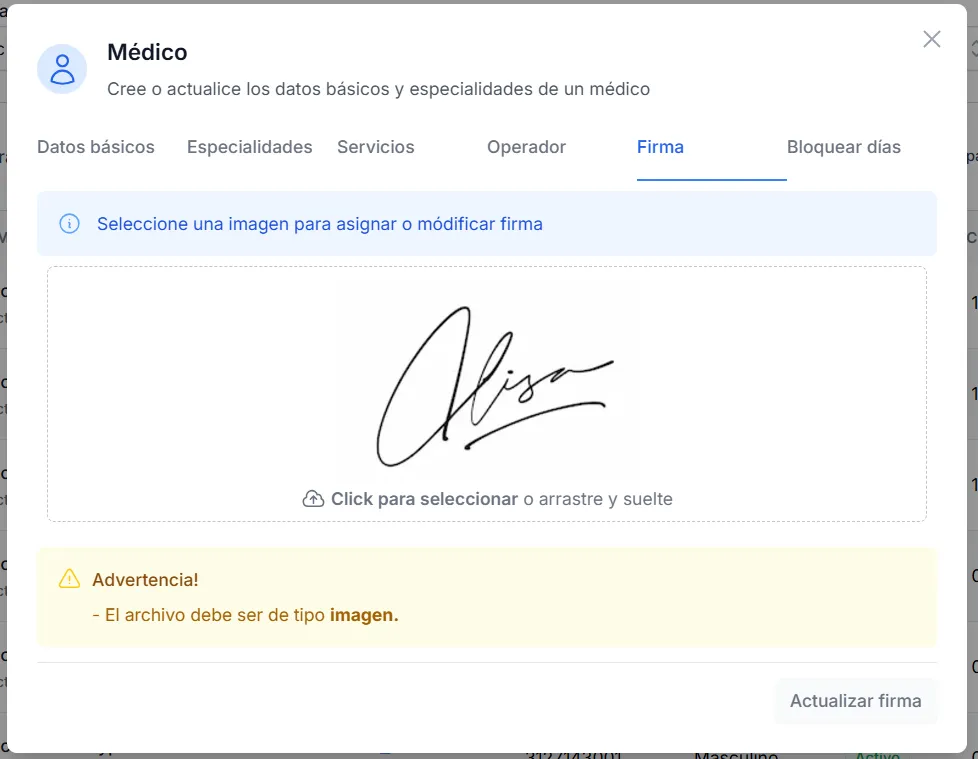 Médico
Cree o actualice los datos básicos y especialidades de un médico
Datos básicos Especialidades Servicios Operador Firma Bloquear días
Seleccione una imagen para asignar o módificar firma
Alisa
Click para seleccionar o arrastre y suelte
Advertencia!
- El archivo debe ser de tipo imagen.
Actualizar firma
Masculino